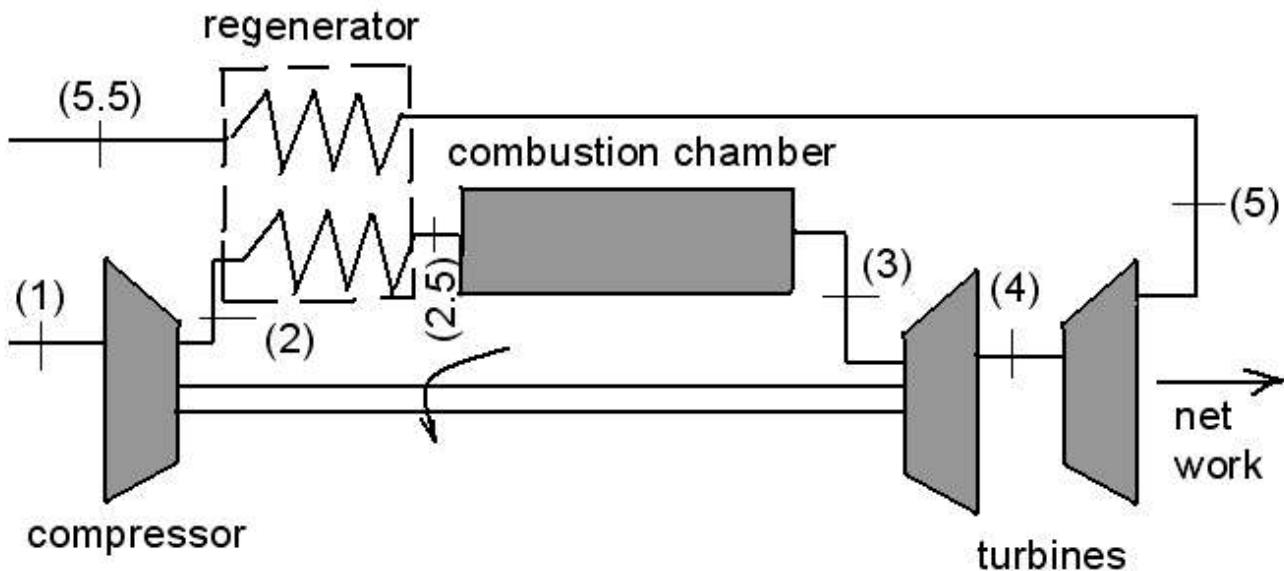 regenerator
(5.5)
combustion chamber
(5)
(1)
(2)
(2.5)
(3)
(4)
net
work
compressor
turbines